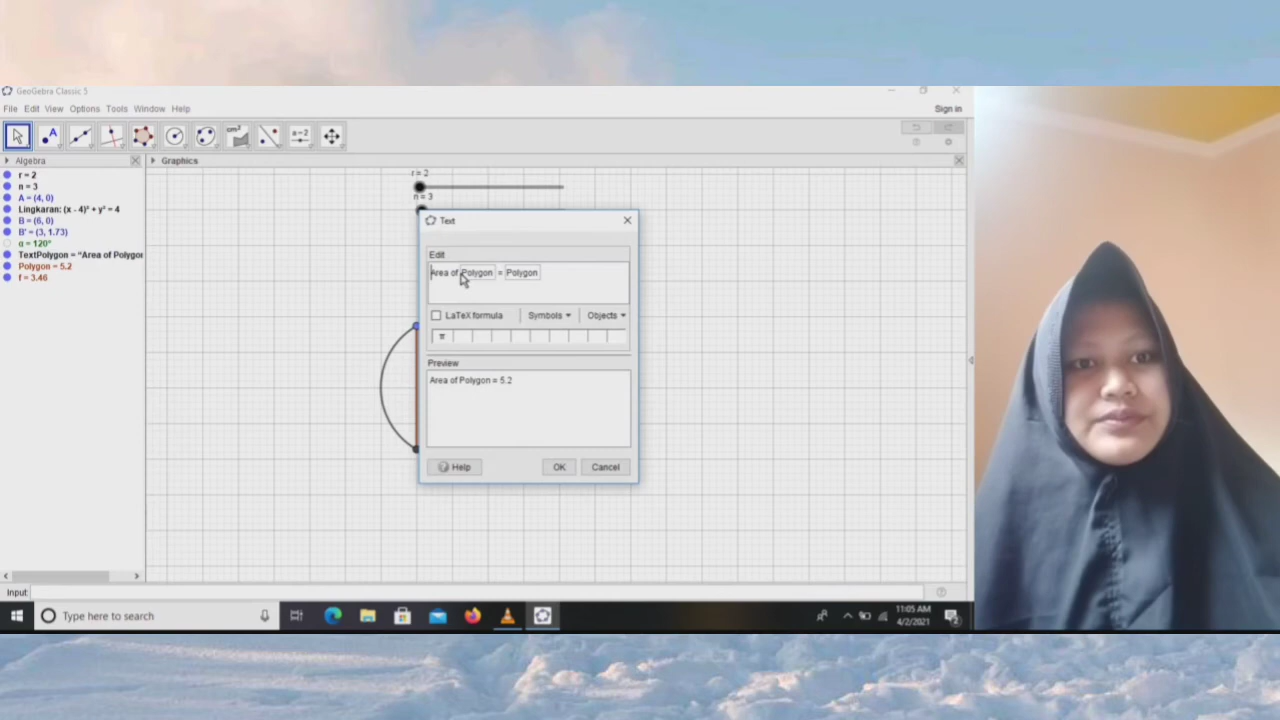 GeoGebra Classic 5
File Edit View Options Tools Window Help
Sign in
A
cm²
a=2
Algebra
Graphics
r = 2
n = 3
A = (4, 0)
Lingkaran: (x - 4)² + y² = 4
B = (6, 0)
B' = (3, 1.73)
α = 120°
TextPolygon = "Area of Polygon
Polygon = 5.2
f = 3.46
r = 2
n = 3
Text
Edit
Area of Polygon = Polygon
LaTeX formula Symbols Objects
π
Preview
Area of Polygon = 5.2
Help OK Cancel
Input:
Type here to search
11:05 AM
4/2/2021
2